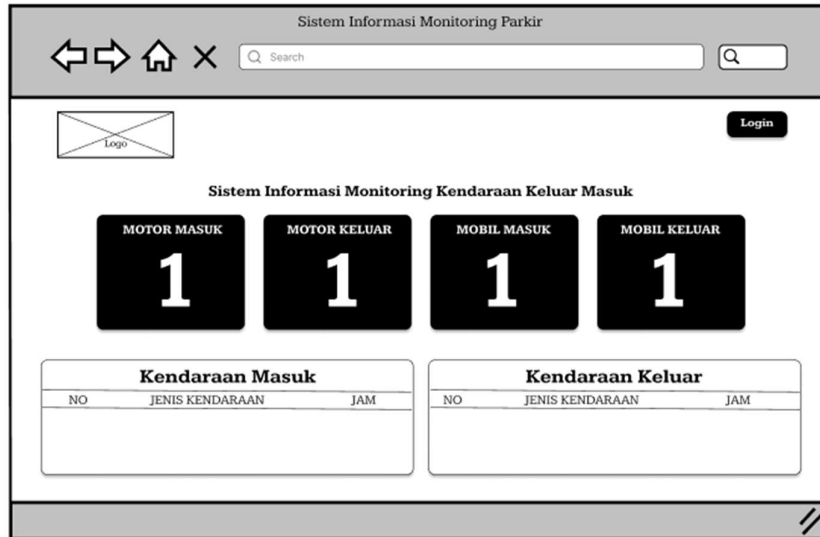 Sistem Informasi Monitoring Parkir
Search
Logo
Login
Sistem Informasi Monitoring Kendaraan Keluar Masuk
MOTOR MASUK
1
MOTOR KELUAR
1
MOBIL MASUK
1
MOBIL KELUAR
1
Kendaraan Masuk
NO JENIS KENDARAAN JAM
Kendaraan Keluar
NO JENIS KENDARAAN JAM